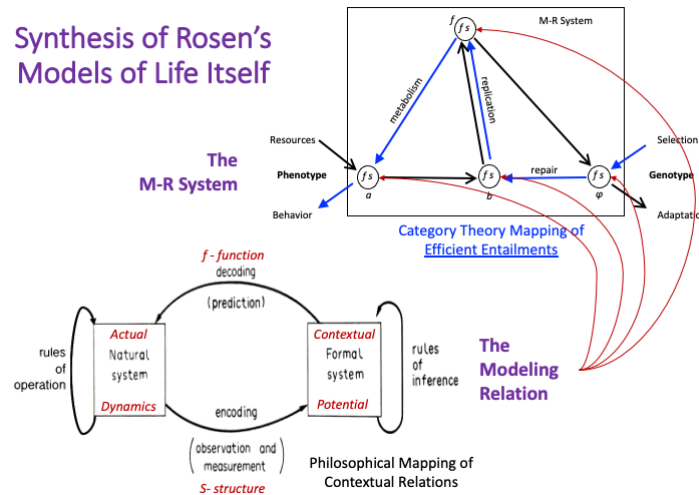 Synthesis of Rosen's
Models of Life Itself
M-R System
f
fs
metabolism
replication
The
M-R System
Resources
Phenotype
Behavior
fs
a
fs
b
repair
fs
φ
Selection
Genotype
Adaptatic
Category Theory Mapping of
Efficient Entailments
f - function
decoding
(prediction)
Actual
Natural
system
Dynamics
rules
of
operation
Contextual
Formal
system
Potential
rules
of
inference
The
Modeling
Relation
encoding
(observation and
measurement)
S- structure
Philosophical Mapping of
Contextual Relations